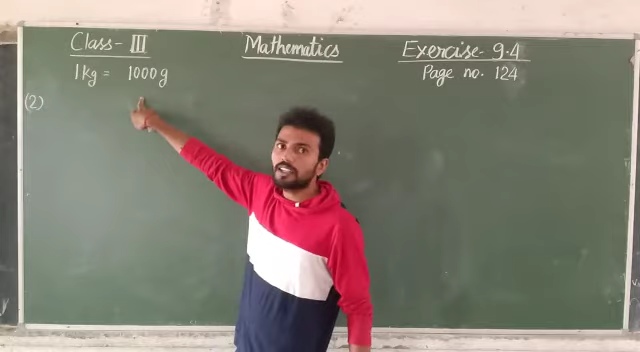 Class- III
Mathematics
Exercise- 9.4
1kg = 1000g
Page no. 124
(2)